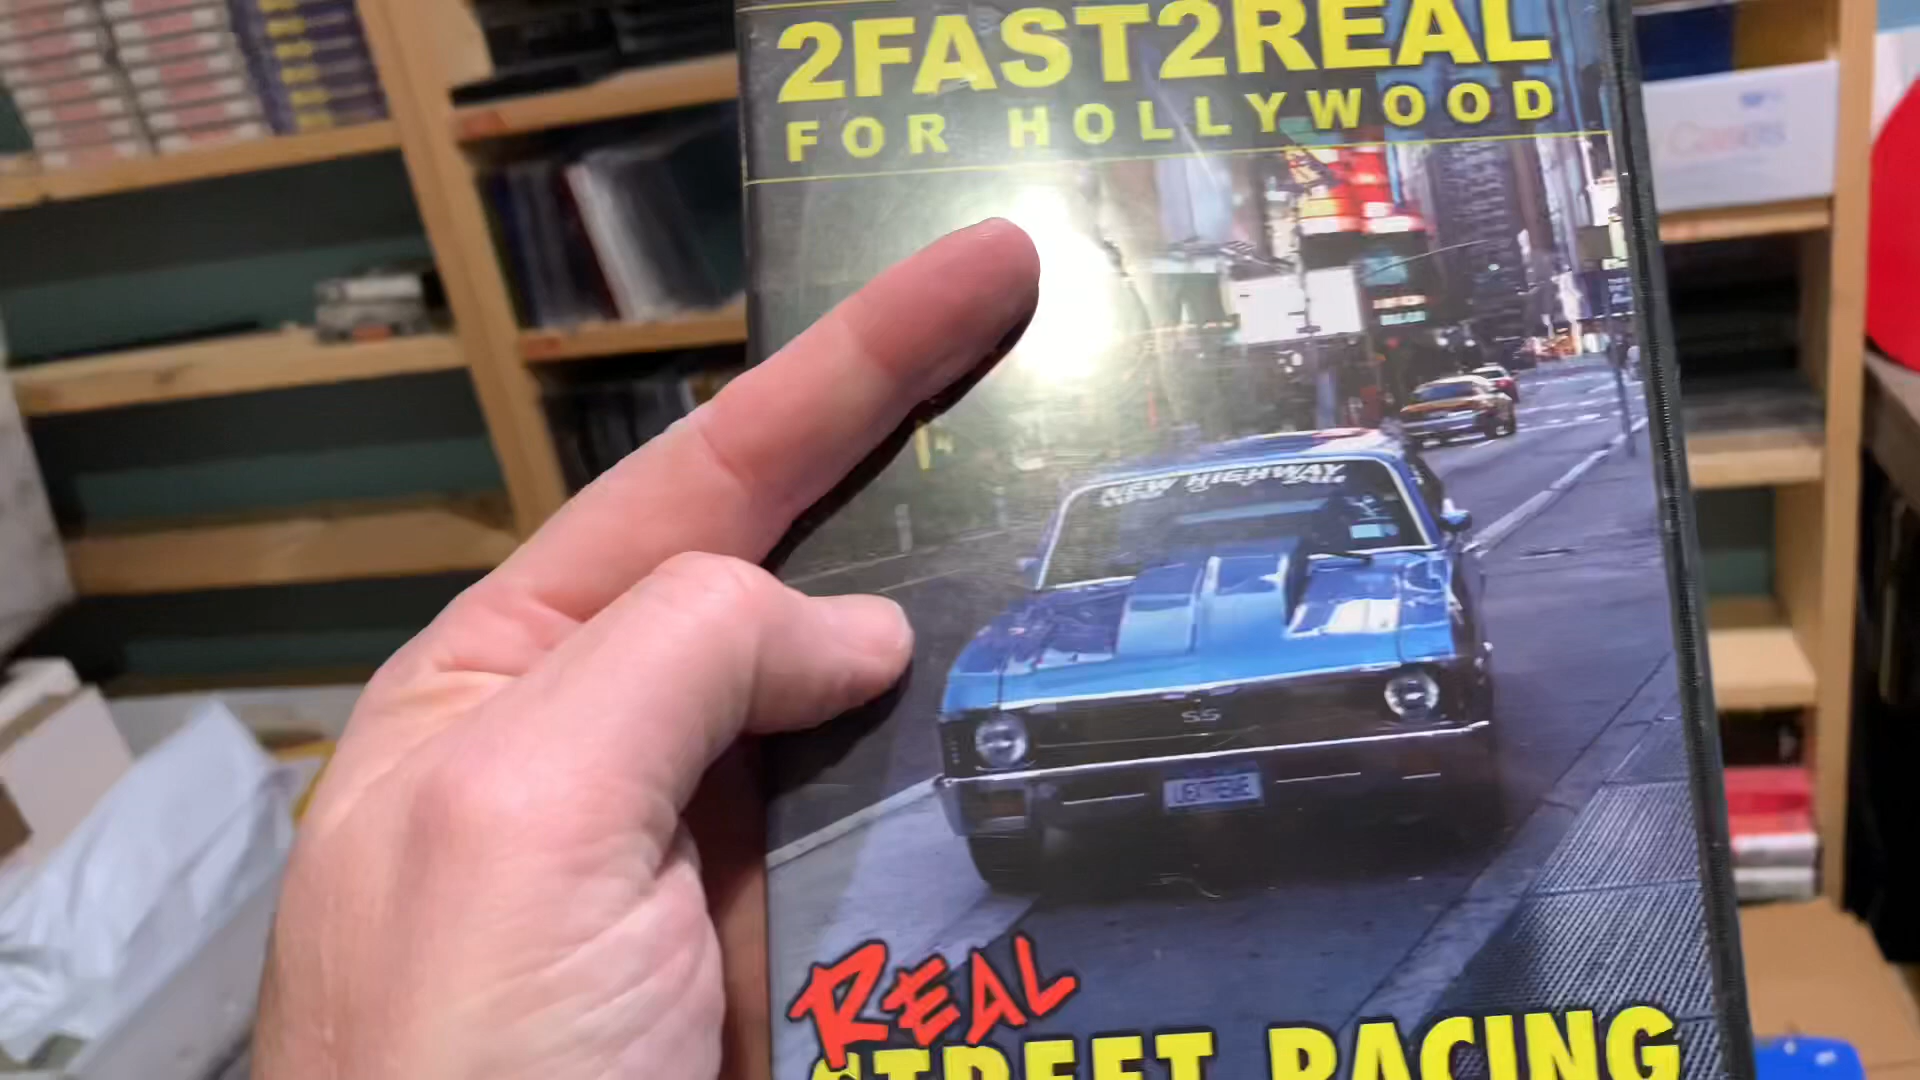 2FAST2REAL
FOR HOLLYWOOD
NEW HIGHWAY
SS
REAL
STREET RACING